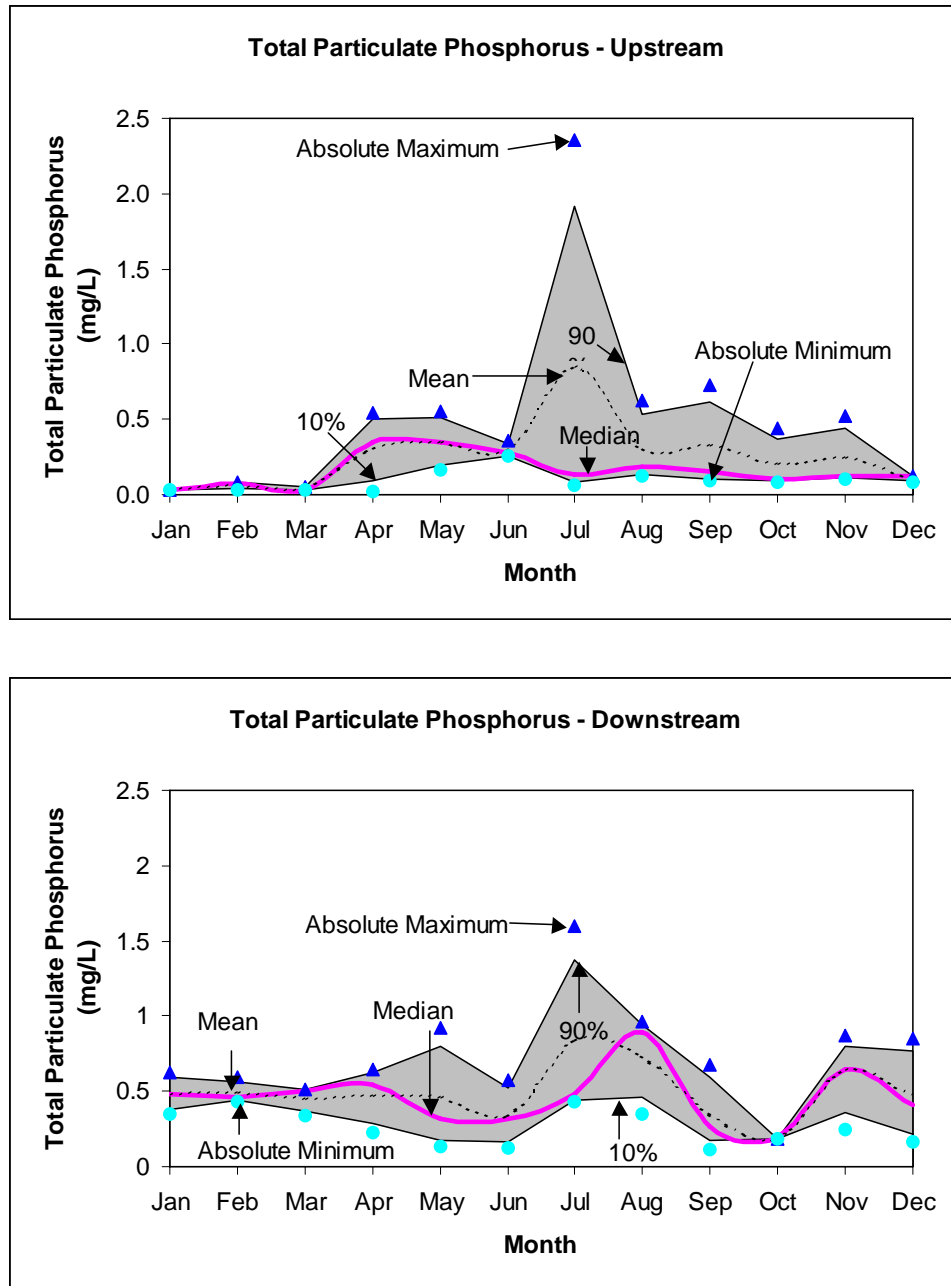 Total Particulate Phosphorus - Upstream
Total Particulate Phosphorus
(mg/L)
2.5
2.0
1.5
1.0
0.5
0.0
Absolute Maximum
90
Absolute Minimum
Mean
10%
Median
Jan Feb Mar Apr May Jun Jul Aug Sep Oct Nov Dec
Month
Total Particulate Phosphorus - Downstream
Total Particulate Phosphorus
(mg/L)
2.5
2
1.5
1
0.5
0
Absolute Maximum
Mean
Median
90%
Absolute Minimum
10%
Jan Feb Mar Apr May Jun Jul Aug Sep Oct Nov Dec
Month